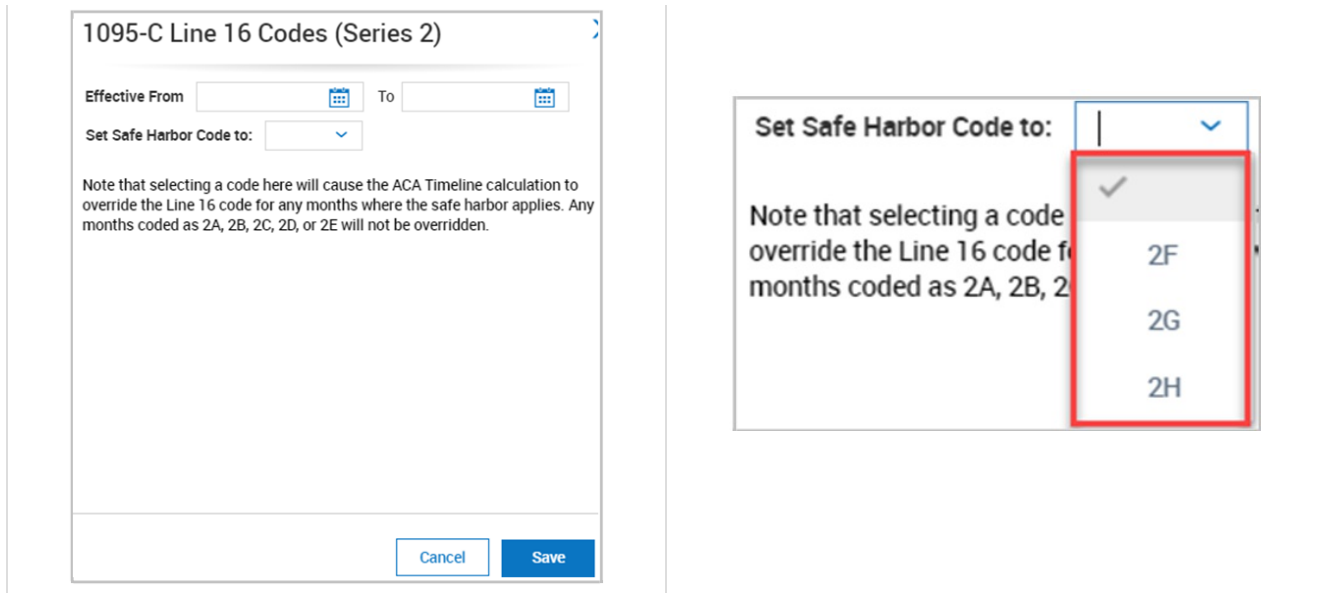 1095-C Line 16 Codes (Series 2)
Effective From To
Set Safe Harbor Code to:
Note that selecting a code here will cause the ACA Timeline calculation to
override the Line 16 code for any months where the safe harbor applies. Any
months coded as 2A, 2B, 2C, 2D, or 2E will not be overridden.
Cancel Save
Set Safe Harbor Code to:
Note that selecting a code
override the Line 16 code
months coded as 2A, 2B,
2F
2G
2H